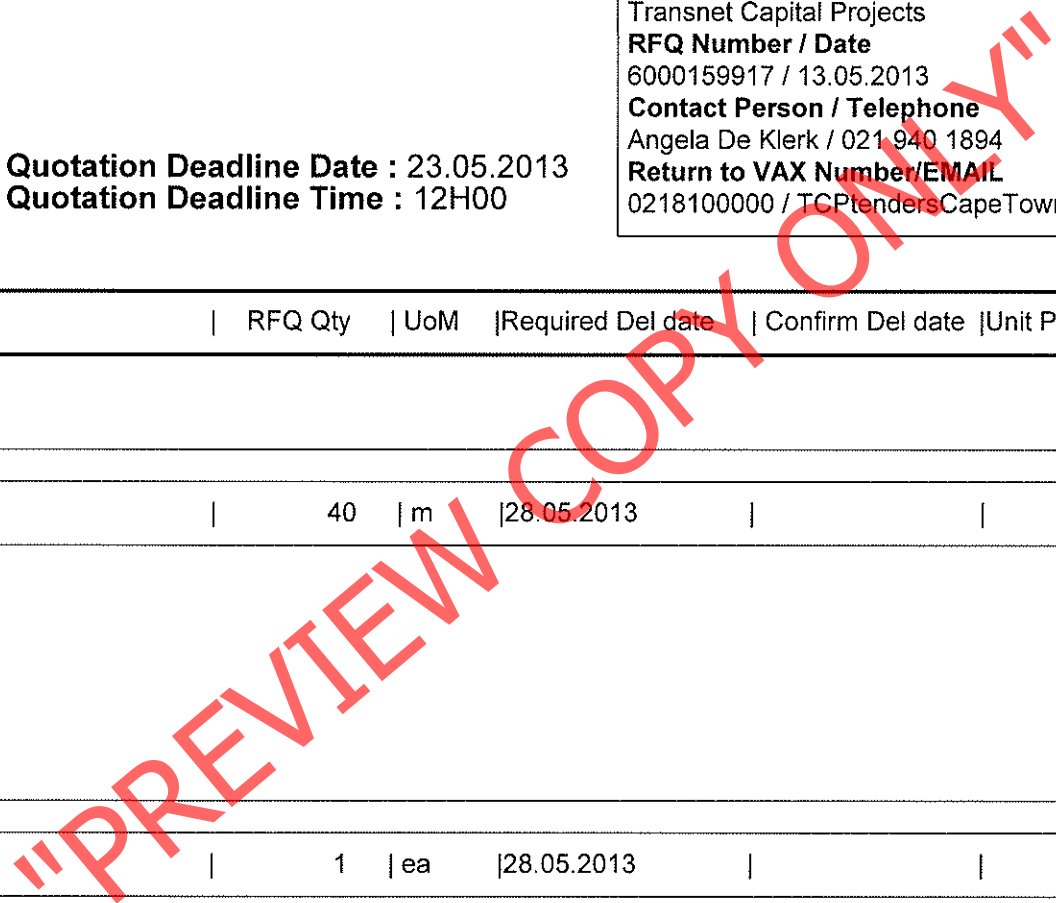 Transnet Capital Projects
RFQ Number / Date
6000159917 / 13.05.2013
Contact Person / Telephone
Angela De Klerk / 021 940 1894
Return to VAX Number/EMAIL
0218100000 / TCPtendersCapeTown
Quotation Deadline Date : 23.05.2013
Quotation Deadline Time : 12H00
| RFQ Qty | UoM |Required Del date | Confirm Del date |Unit P
| 40 | m |28.05.2013 | |
| 1 | ea |28.05.2013 | |
"PREVIEW COPY ONLY"